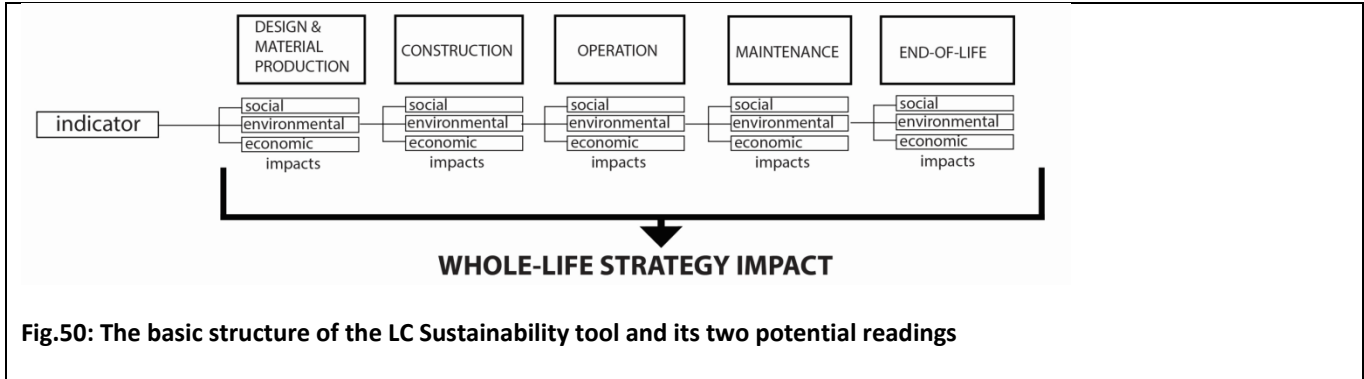 DESIGN &
MATERIAL
PRODUCTION
CONSTRUCTION
OPERATION
MAINTENANCE
END-OF-LIFE
indicator
social
environmental
economic
impacts
social
environmental
economic
impacts
social
environmental
economic
impacts
social
environmental
economic
impacts
social
environmental
economic
impacts
WHOLE-LIFE STRATEGY IMPACT
Fig.50: The basic structure of the LC Sustainability tool and its two potential readings